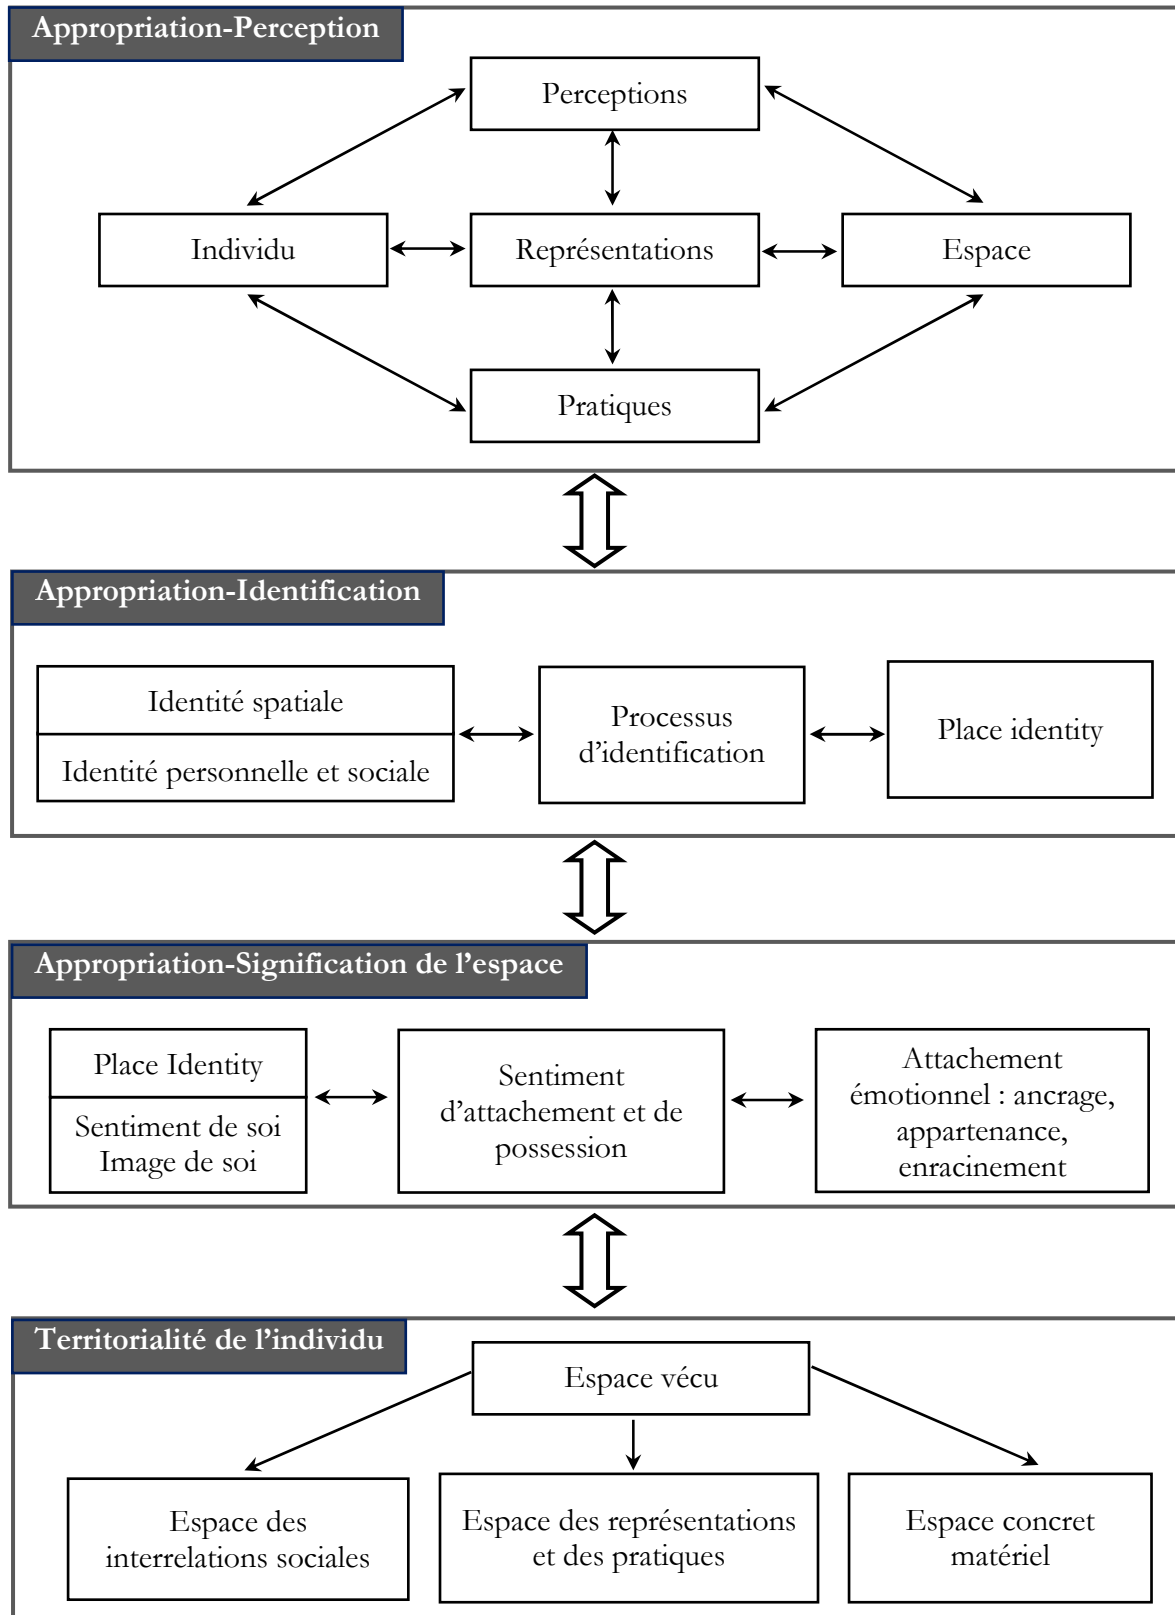 Appropriation-Perception
Perceptions
Individu
Représentations
Espace
Pratiques
Appropriation-Identification
Identité spatiale
Identité personnelle et sociale
Processus
d’identification
Place identity
Appropriation-Signification de l’espace
Place Identity
Sentiment de soi
Image de soi
Sentiment
d’attachement et de
possession
Attachement
émotionnel : ancrage,
appartenance,
enracinement
Territorialité de l’individu
Espace vécu
Espace des
interrelations sociales
Espace des représentations
et des pratiques
Espace concret
matériel